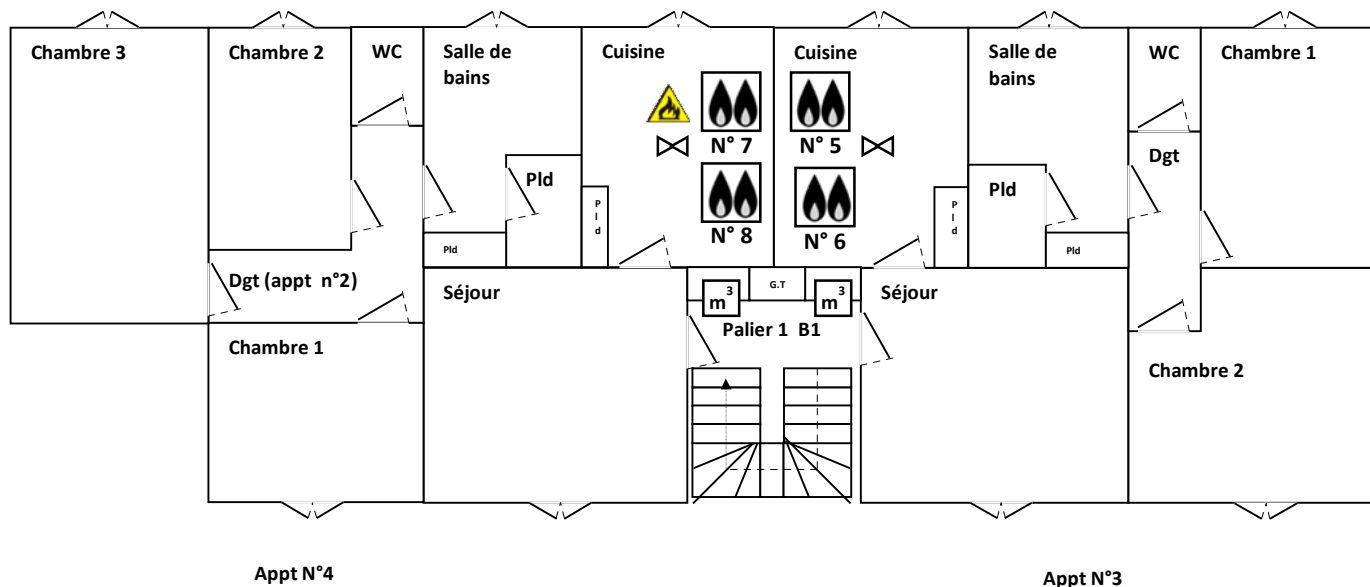 Chambre 3
Chambre 2
WC
Salle de
bains
Cuisine
Cuisine
Salle de
bains
WC
Chambre 1
N° 7
N° 5
Dgt
Pld
Pld
Pld
Pld
N° 8
N° 6
Pld
Pld
Dgt (appt n°2)
Séjour
m³
G.T
m³
Séjour
Palier 1 B1
Chambre 1
Chambre 2
Appt N°4
Appt N°3